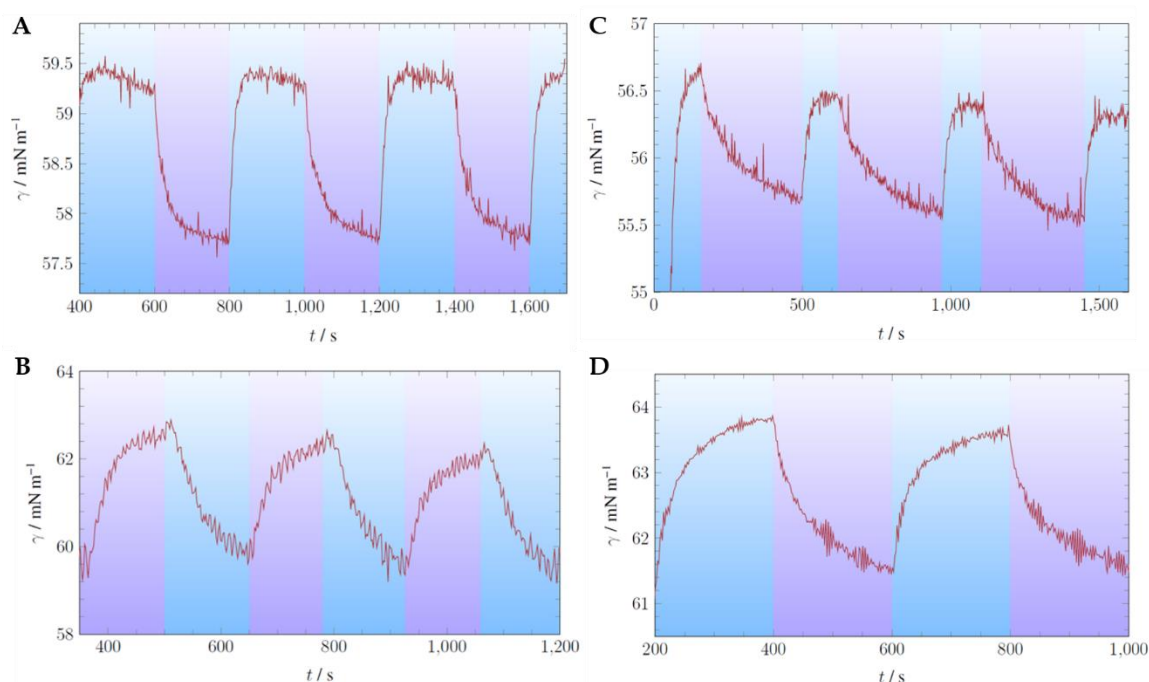 A
59.5
59
58.5
58
57.5
γ / mN m⁻¹
400 600 800 1,000 1,200 1,400 1,600
t / s
C
57
56.5
56
55.5
55
γ / mN m⁻¹
0 500 1,000 1,500
t / s
B
64
62
60
58
γ / mN m⁻¹
400 600 800 1,000 1,200
t / s
D
64
63
62
61
γ / mN m⁻¹
200 400 600 800 1,000
t / s